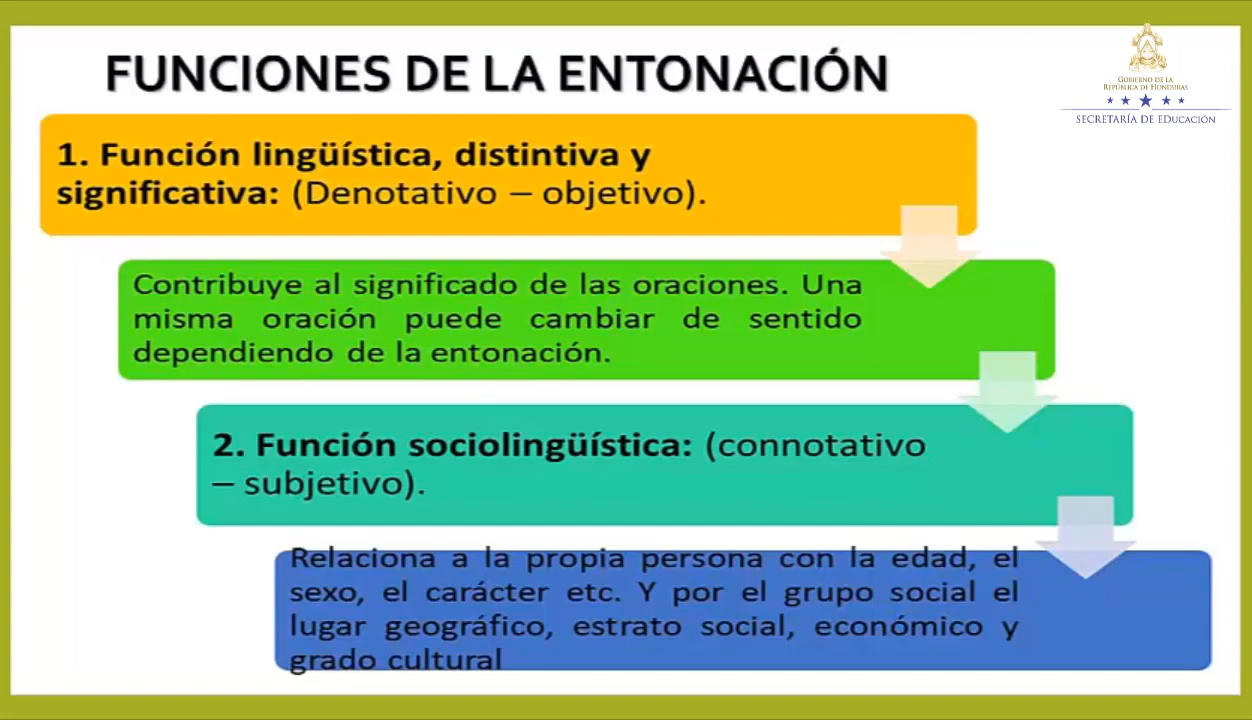 FUNCIONES DE LA ENTONACIÓN
GOBIERNO DE LA
REPÚBLICA DE HONDURAS
SECRETARÍA DE EDUCACIÓN
1. Función lingüística, distintiva y
significativa: (Denotativo – objetivo).
Contribuye al significado de las oraciones. Una
misma oración puede cambiar de sentido
dependiendo de la entonación.
2. Función sociolingüística: (connotativo
– subjetivo).
Relaciona a la propia persona con la edad, el
sexo, el carácter etc. Y por el grupo social el
lugar geográfico, estrato social, económico y
grado cultural